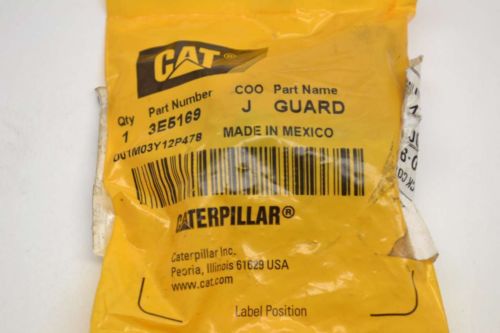 CAT
Qty Part Number COO Part Name
1 3E5169 J GUARD
001M03Y12P478 MADE IN MEXICO
CATERPILLAR®
Caterpillar Inc.
Peoria, Illinois 61629 USA
www.cat.com
Label Position